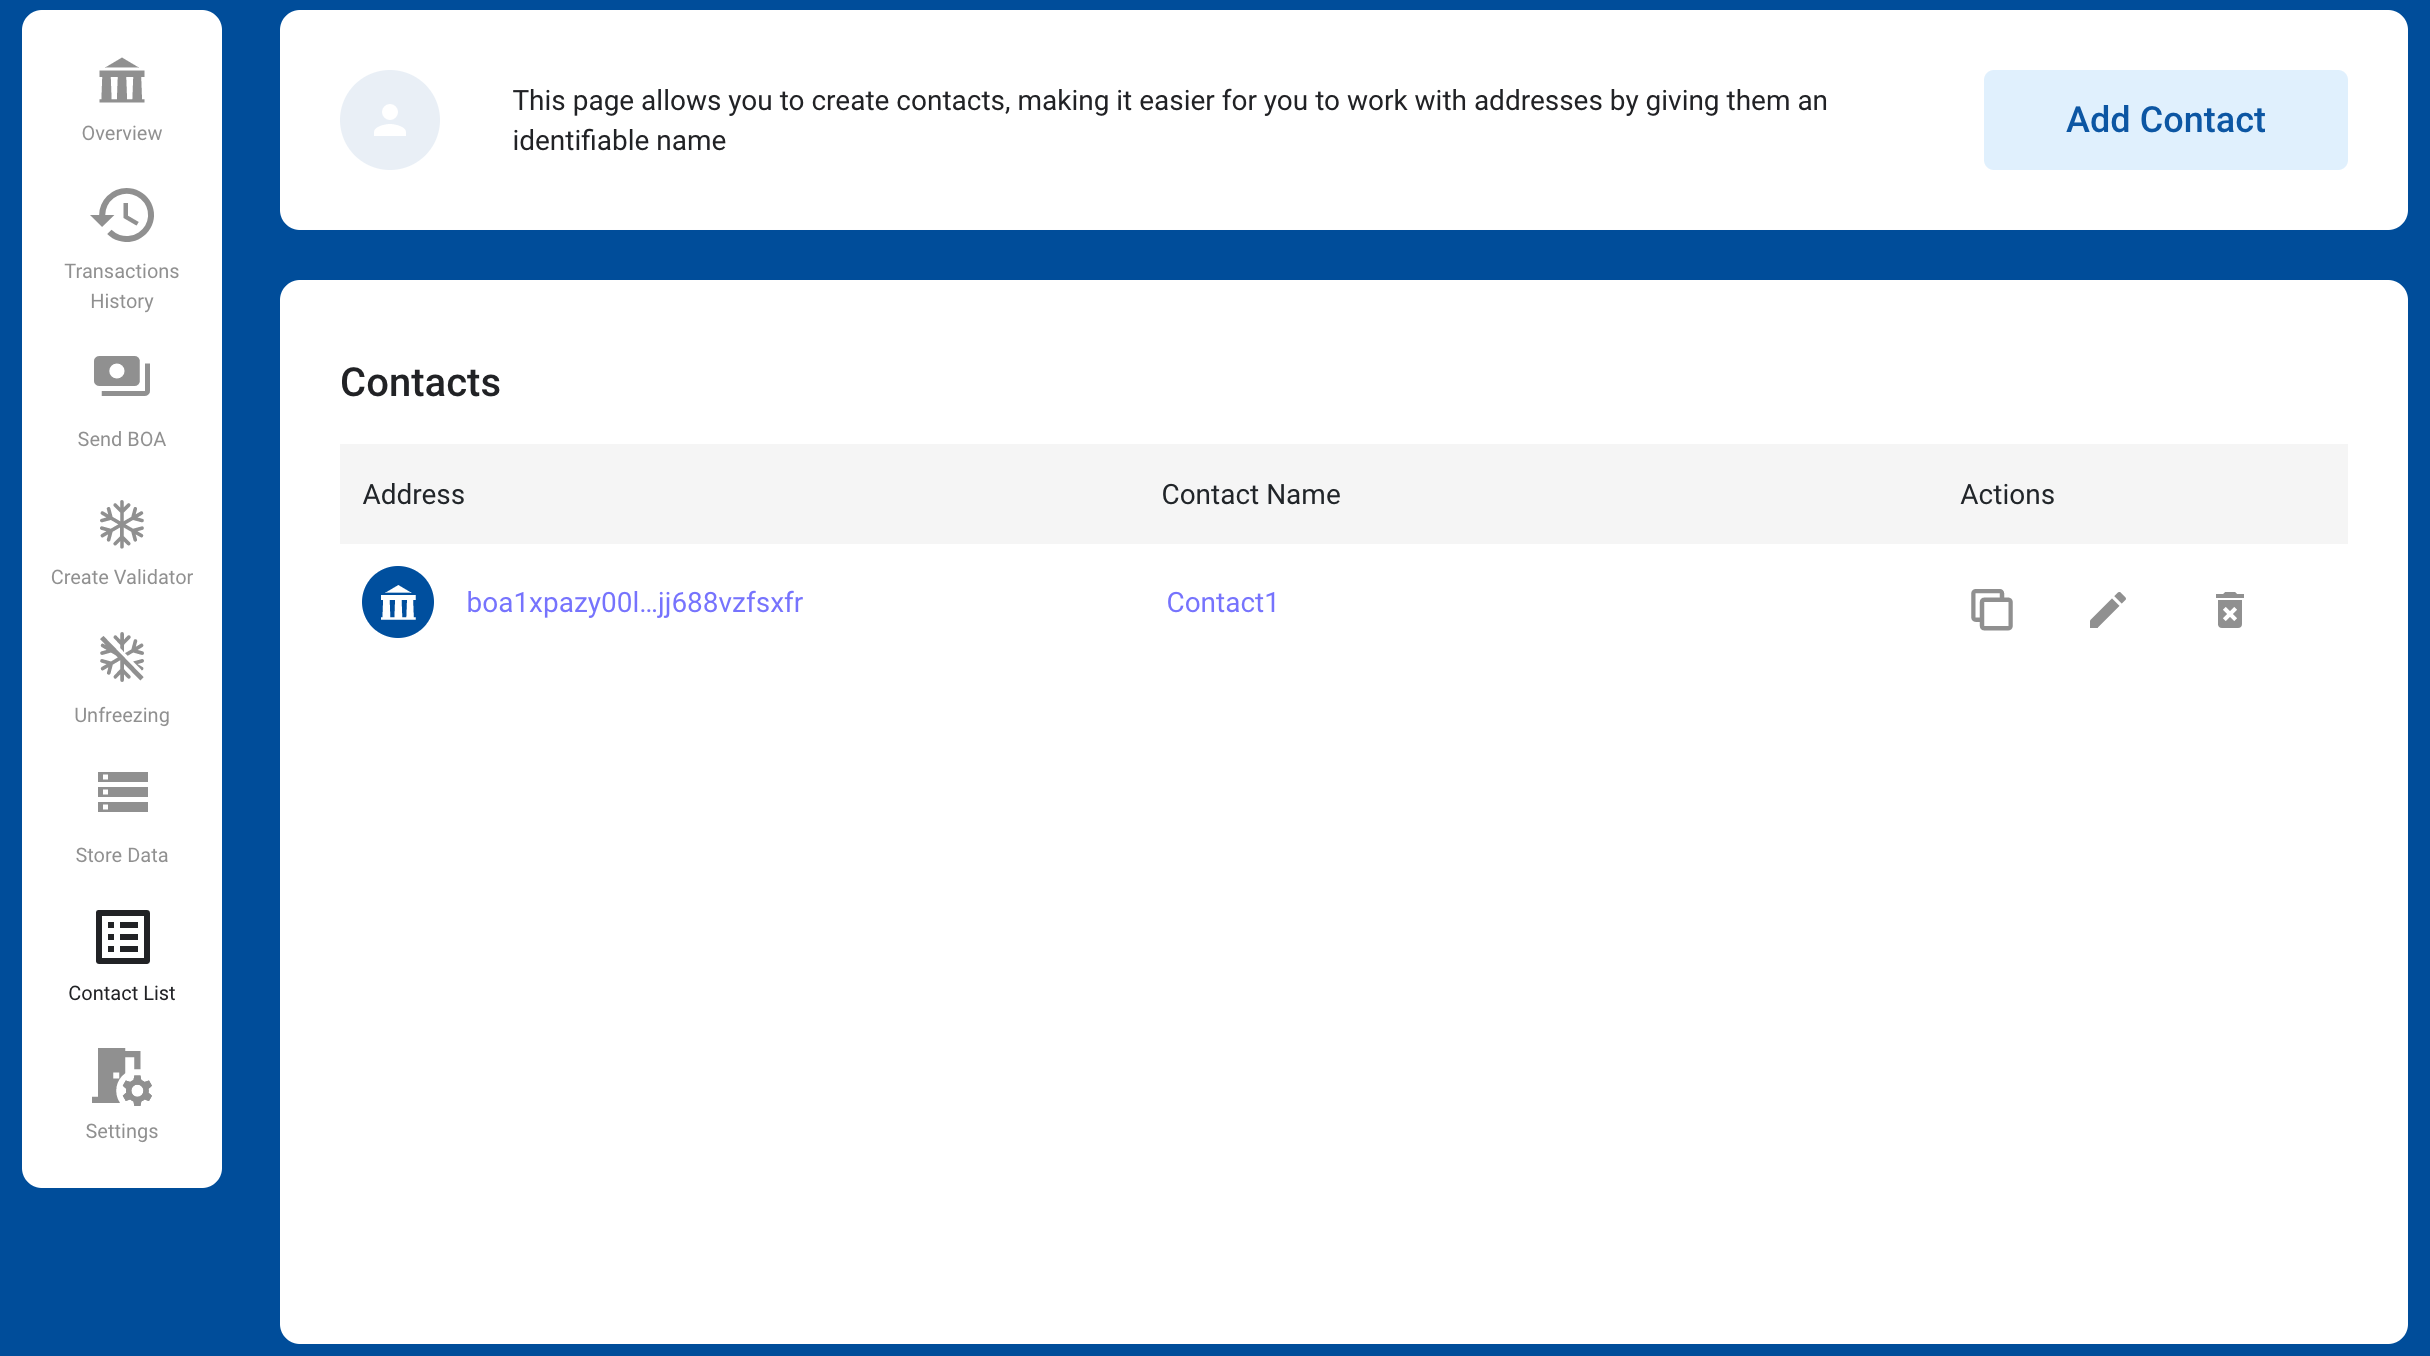 Overview
Transactions
History
Send BOA
Create Validator
Unfreezing
Store Data
Contact List
Settings
This page allows you to create contacts, making it easier for you to work with addresses by giving them an
identifiable name
Add Contact
Contacts
Address Contact Name Actions
boa1xpazy00l...jj688vzfsxfr Contact1